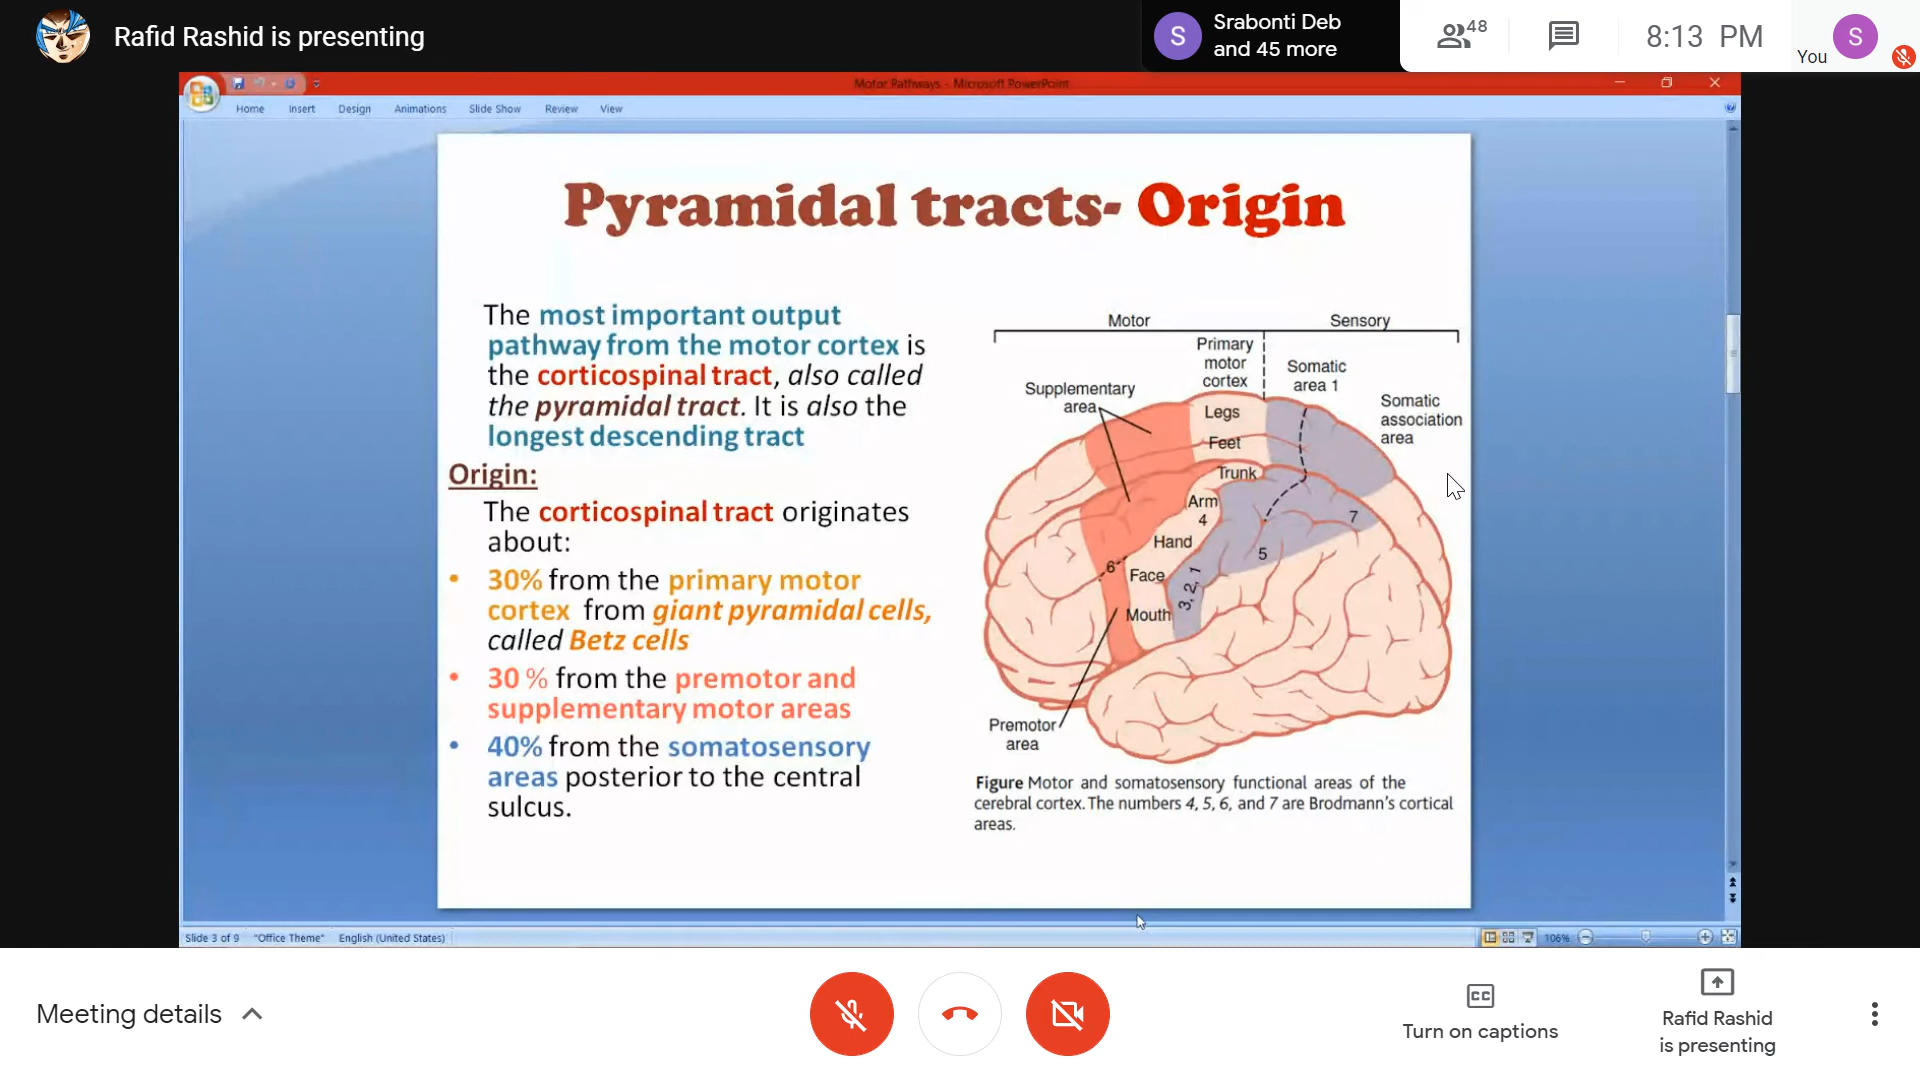 Rafid Rashid is presenting
S
Srabonti Deb
and 45 more
48
8:13 PM
You
S
Motor Pathways - Microsoft PowerPoint
Home Insert Design Animations Slide Show Review View
Pyramidal tracts- Origin
The most important output
pathway from the motor cortex is
the corticospinal tract, also called
the pyramidal tract. It is also the
longest descending tract
Origin:
The corticospinal tract originates
about:
• 30% from the primary motor
cortex from giant pyramidal cells,
called Betz cells
• 30 % from the premotor and
supplementary motor areas
• 40% from the somatosensory
areas posterior to the central
sulcus.
Motor
Sensory
Primary
motor
cortex
Somatic
area 1
Supplementary
area
Somatic
association
area
Legs
Feet
Trunk
Arm
4
7
Hand
5
6
Face
3, 2, 1
Mouth
Premotor
area
Figure Motor and somatosensory functional areas of the
cerebral cortex. The numbers 4, 5, 6, and 7 are Brodmann's cortical
areas.
Slide 3 of 9 "Office Theme" English (United States)
106%
Meeting details
CC
Turn on captions
Rafid Rashid
is presenting